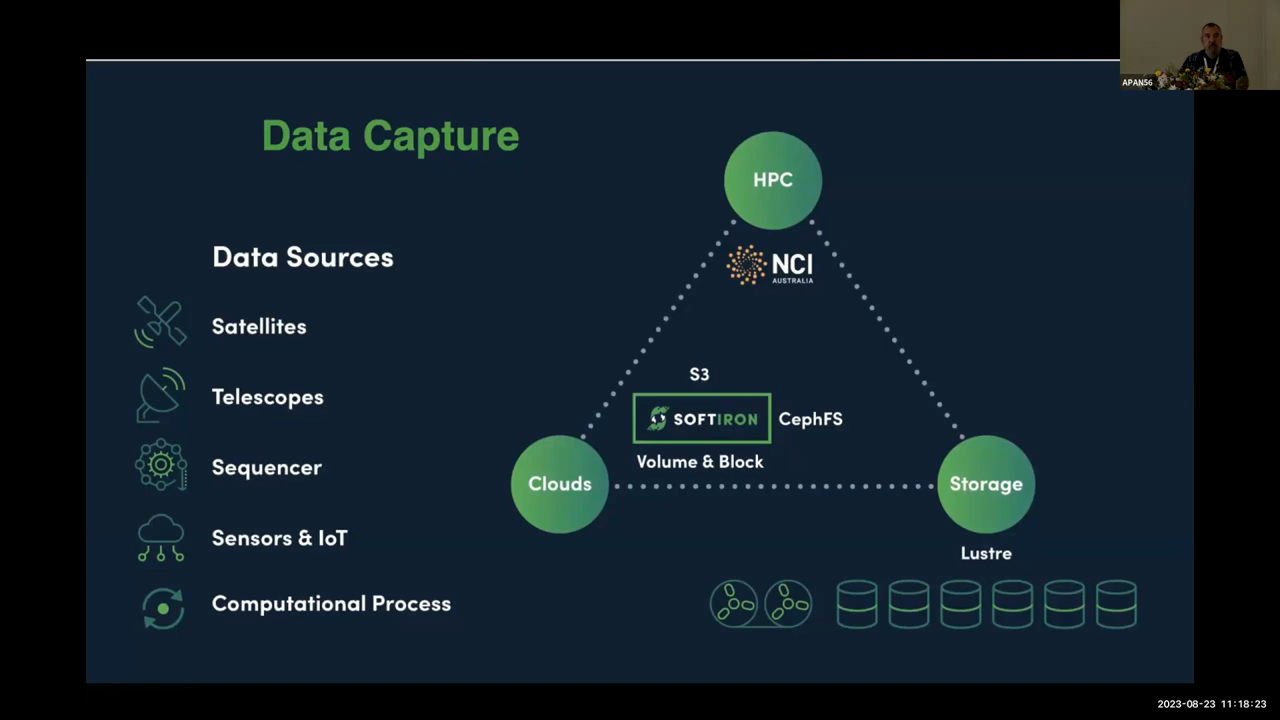 APAN56
Data Capture
HPC
NCI
AUSTRALIA
Data Sources
Satellites
Telescopes
Sequencer
Sensors & IoT
Computational Process
S3
SOFTIRON
CephFS
Volume & Block
Clouds
Storage
Lustre
2023-08-23 11:18:23